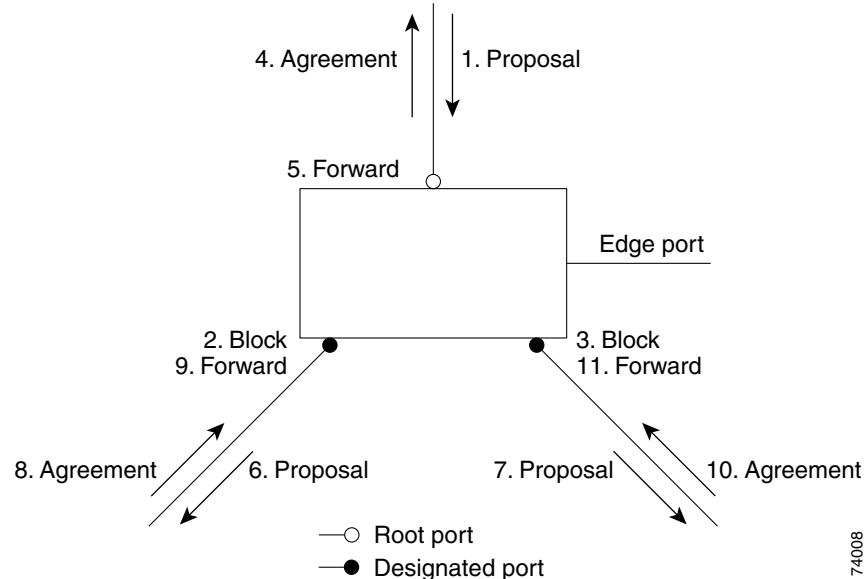 4. Agreement
1. Proposal
5. Forward
Edge port
2. Block
9. Forward
3. Block
11. Forward
8. Agreement
6. Proposal
7. Proposal
10. Agreement
Root port
Designated port
74008